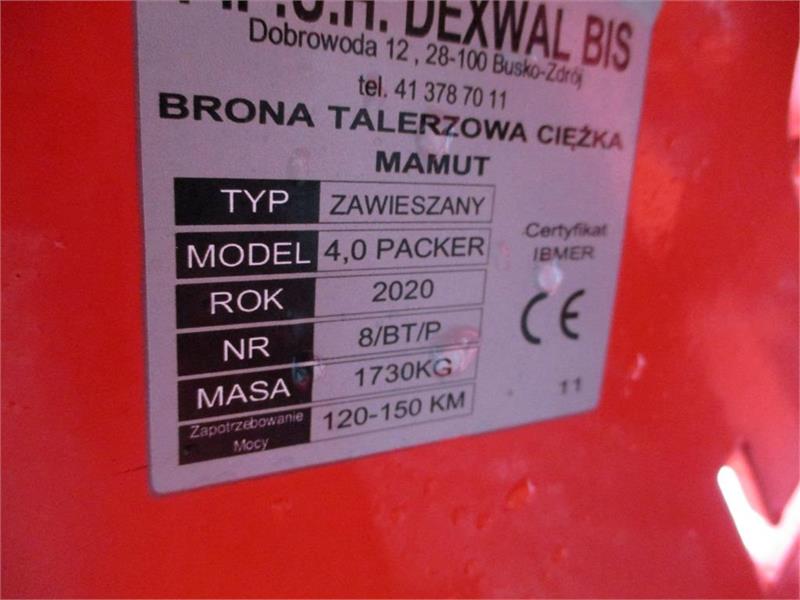 DEXWAL BIS
Dobrowoda 12 , 28-100 Busko-Zdrój
tel. 41 378 70 11
BRONA TALERZOWA CIĘŻKA
MAMUT
TYP ZAWIESZANY
MODEL 4,0 PACKER
ROK 2020
NR 8/BT/P
MASA 1730KG
Zapotrzebowanie Mocy 120-150 KM
Certyfikat
IBMER
CE
11